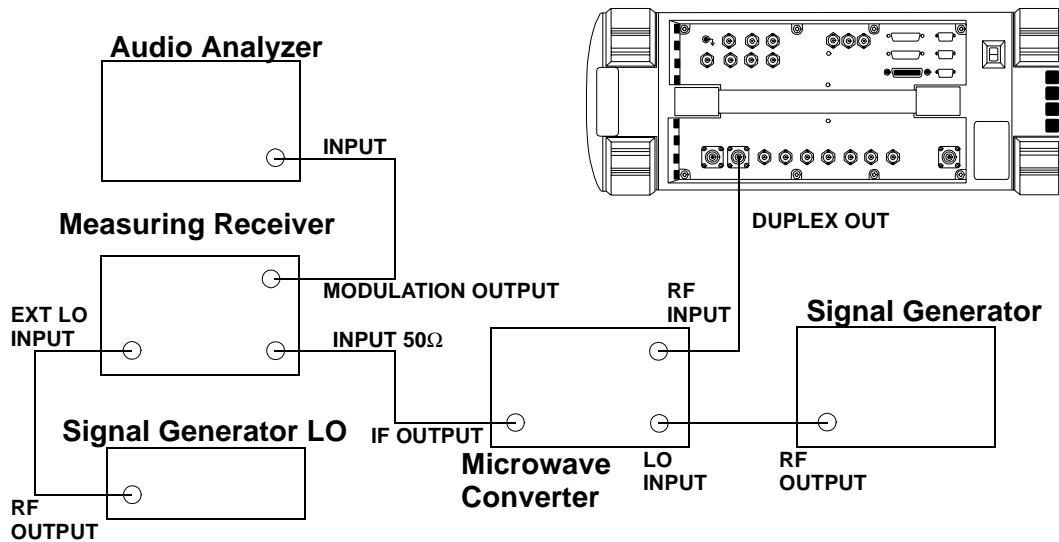 Audio Analyzer
INPUT
Measuring Receiver
DUPLEX OUT
MODULATION OUTPUT
EXT LO
INPUT
INPUT 50Ω
RF
INPUT
Signal Generator
Signal Generator LO
IF OUTPUT
Microwave
Converter
LO
INPUT
RF
OUTPUT
RF
OUTPUT